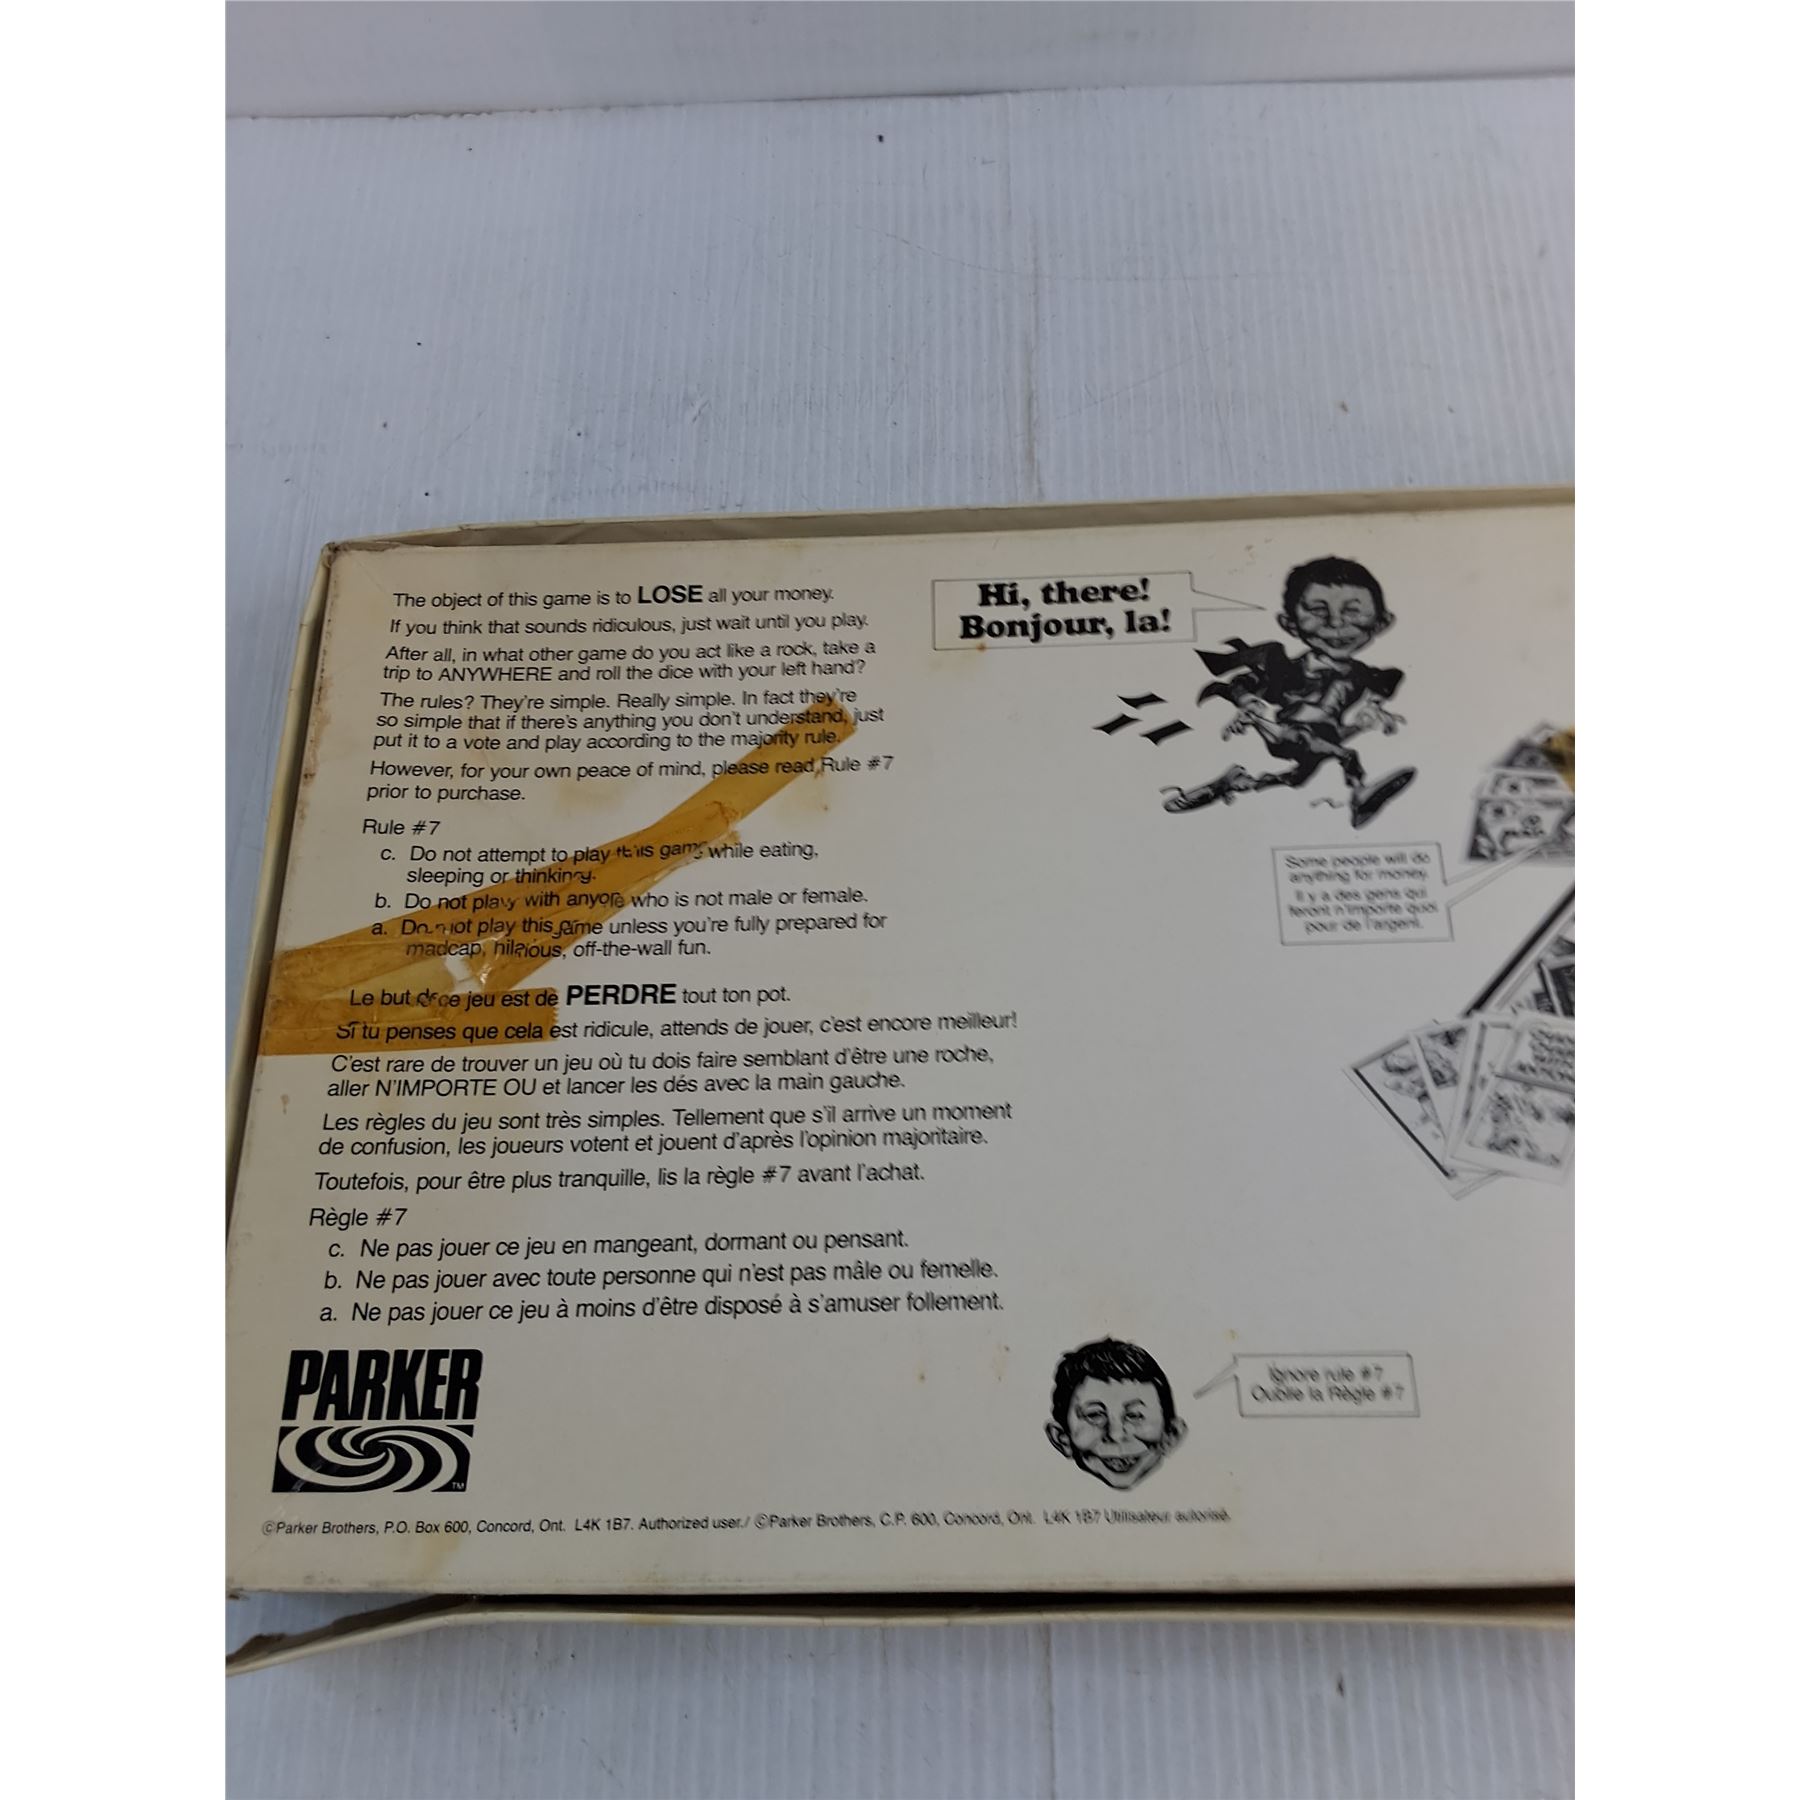 The object of this game is to LOSE all your money.
If you think that sounds ridiculous, just wait until you play.
After all, in what other game do you act like a rock, take a
trip to ANYWHERE and roll the dice with your left hand?
The rules? They're simple. Really simple. In fact they're
so simple that if there's anything you don't understand, just
put it to a vote and play according to the majority rule.
However, for your own peace of mind, please read Rule #7
prior to purchase.
Rule #7
c. Do not attempt to play this game while eating,
sleeping or thinking.
b. Do not play with anyone who is not male or female.
a. Do not play this game unless you're fully prepared for
madcap, hilarious, off-the-wall fun.
Le but de ce jeu est de PERDRE tout ton pot.
Si tu penses que cela est ridicule, attends de jouer, c'est encore meilleur!
C'est rare de trouver un jeu où tu dois faire semblant d'être une roche,
aller N'IMPORTE OU et lancer les dés avec la main gauche.
Les règles du jeu sont très simples. Tellement que s'il arrive un moment
de confusion, les joueurs votent et jouent d'après l'opinion majoritaire.
Toutefois, pour être plus tranquille, lis la règle #7 avant l'achat.
Règle #7
c. Ne pas jouer ce jeu en mangeant, dormant ou pensant.
b. Ne pas jouer avec toute personne qui n'est pas mâle ou femelle.
a. Ne pas jouer ce jeu à moins d'être disposé à s'amuser follement.
Hi, there!
Bonjour, la!
Some people will do
anything for money.
Il y a des gens qui
feront n'importe quoi
pour de l'argent.
Ignore rule #7
Oublie la Règle #7
PARKER
TM
©Parker Brothers, P.O. Box 600, Concord, Ont. L4K 1B7. Authorized user./ ©Parker Brothers, C.P. 600, Concord, Ont. L4K 1B7 Utilisateur autorisé.